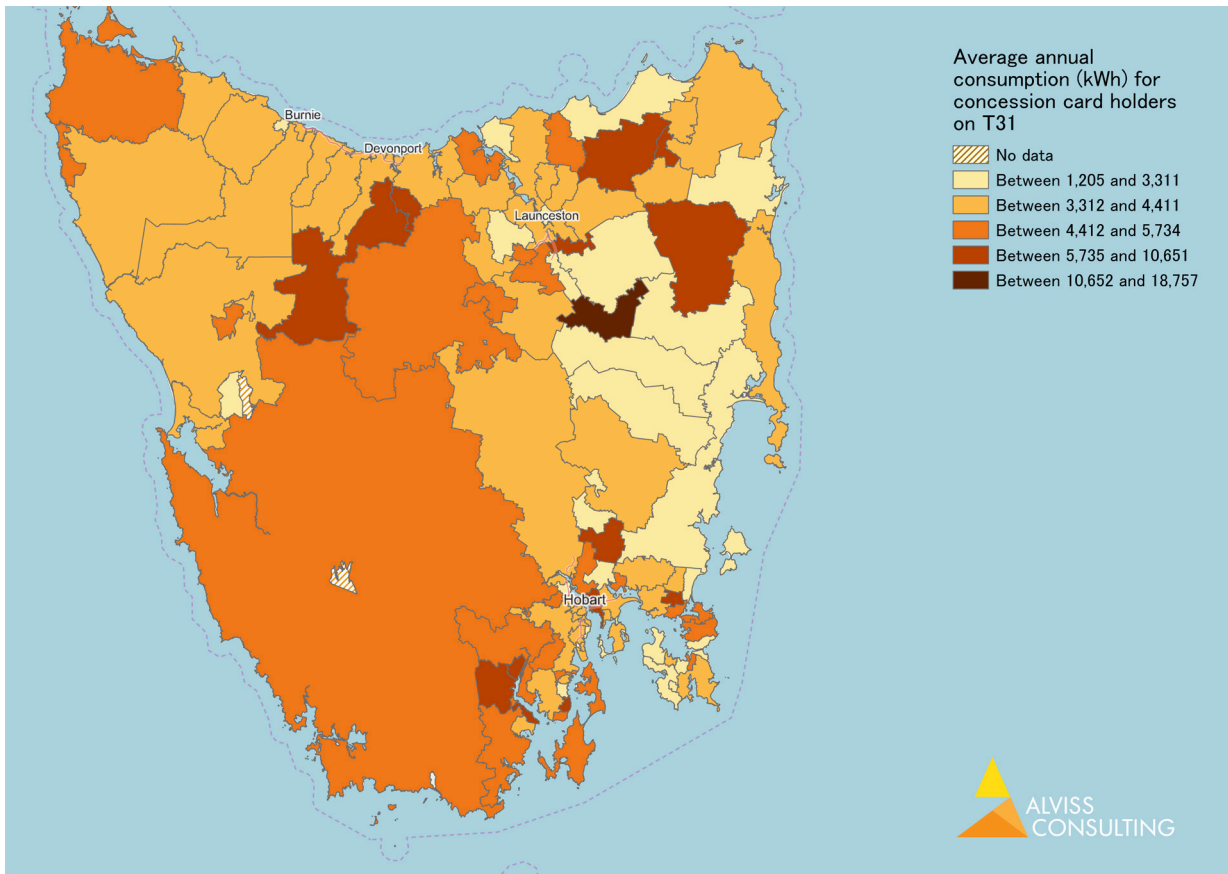 Average annual
consumption (kWh) for
concession card holders
on T31
No data
Between 1,205 and 3,311
Between 3,312 and 4,411
Between 4,412 and 5,734
Between 5,735 and 10,651
Between 10,652 and 18,757
Burnie
Devonport
Launceston
Hobart
ALVISS
CONSULTING